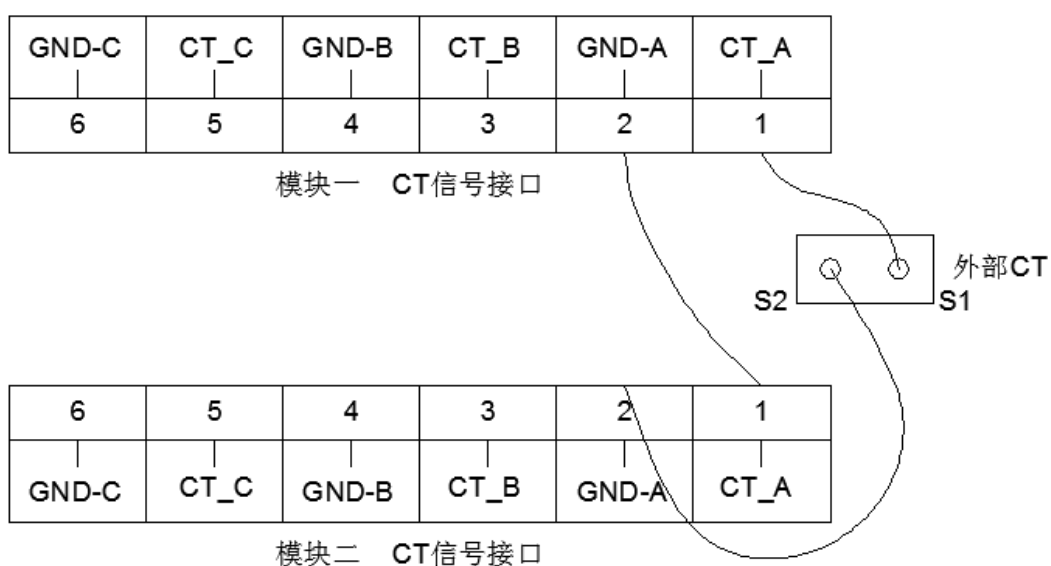 GND-C CT_C GND-B CT_B GND-A CT_A
6 5 4 3 2 1
模块一 CT信号接口
外部CT
S2 S1
6 5 4 3 2 1
GND-C CT_C GND-B CT_B GND-A CT_A
模块二 CT信号接口